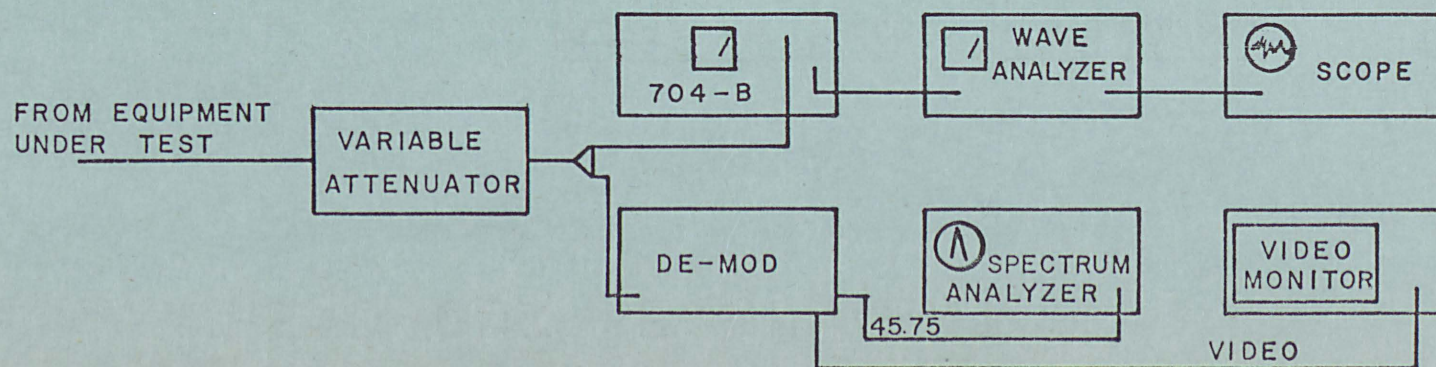 FROM EQUIPMENT
UNDER TEST
VARIABLE
ATTENUATOR
704-B
WAVE
ANALYZER
SCOPE
DE-MOD
SPECTRUM
ANALYZER
VIDEO
MONITOR
45.75
VIDEO